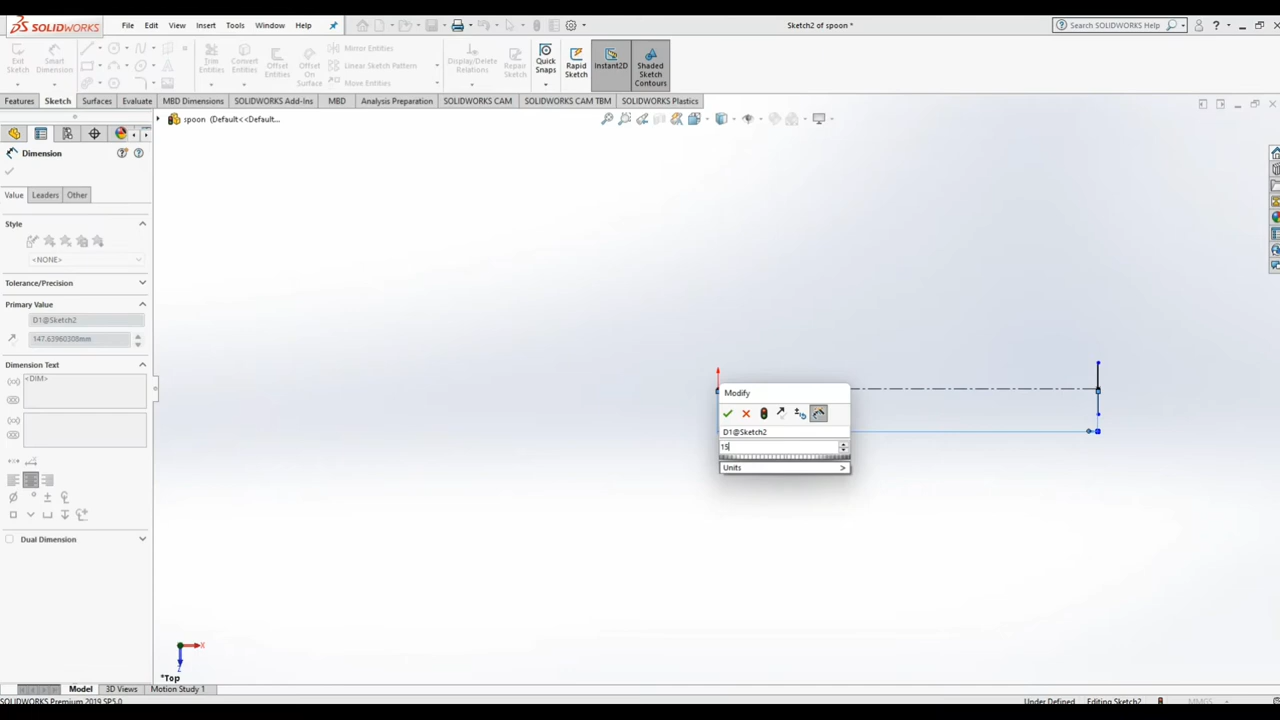 SOLIDWORKS
File Edit View Insert Tools Window Help
Sketch2 of spoon *
Search SOLIDWORKS Help
Exit Sketch
Smart Dimension
Trim Entities
Convert Entities
Offset Entities
Offset On Surface
Mirror Entities
Linear Sketch Pattern
Move Entities
Display/Delete Relations
Repair Sketch
Quick Snaps
Rapid Sketch
Instant2D
Shaded Sketch Contours
Features Sketch Surfaces Evaluate MBD Dimensions SOLIDWORKS Add-Ins MBD Analysis Preparation SOLIDWORKS CAM SOLIDWORKS CAM TBM SOLIDWORKS Plastics
spoon (Default<<Default...
Dimension
Value Leaders Other
Style
<NONE>
Tolerance/Precision
Primary Value
D1@Sketch2
147.63960308mm
Dimension Text
<DIM>
Dual Dimension
Modify
D1@Sketch2
15
Units
X
Z
*Top
Model 3D Views Motion Study 1
SOLIDWORKS Premium 2019 SP5.0
Under Defined Editing Sketch2 MMGS